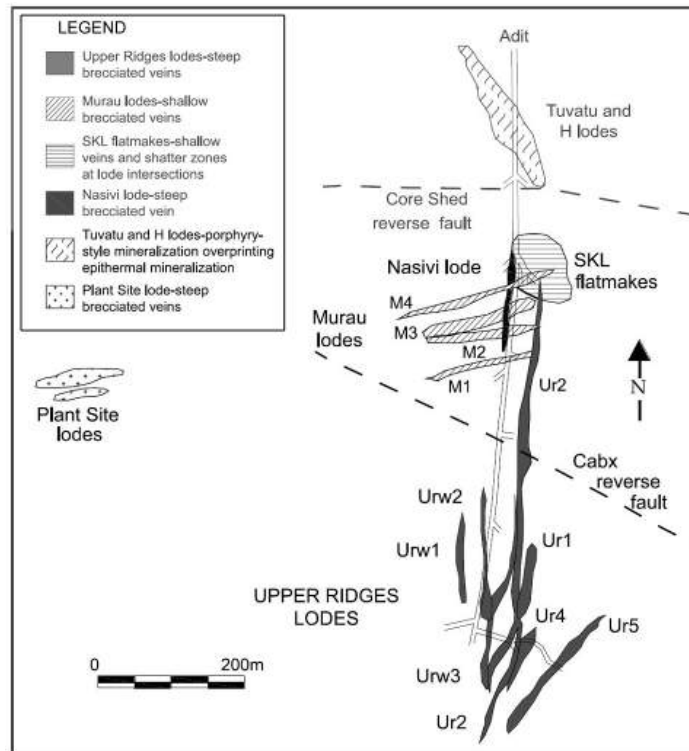 LEGEND
Upper Ridges lodes-steep
brecciated veins
Murau lodes-shallow
brecciated veins
SKL flatmakes-shallow
veins and shatter zones
at lode intersections
Nasivi lode-steep
brecciated vein
Tuvatu and H lodes-porphyry-
style mineralization overprinting
epithermal mineralization
Plant Site lode-steep
brecciated veins
Adit
Tuvatu and
H lodes
Core Shed
reverse fault
Nasivi lode
SKL
flatmakes
M4
Murau
lodes
M3
M2
M1
Ur2
N
Plant Site
lodes
Cabx
reverse
fault
Urw2
Urw1
Ur1
UPPER RIDGES
LODES
Ur4
Ur5
0
200m
Urw3
Ur2